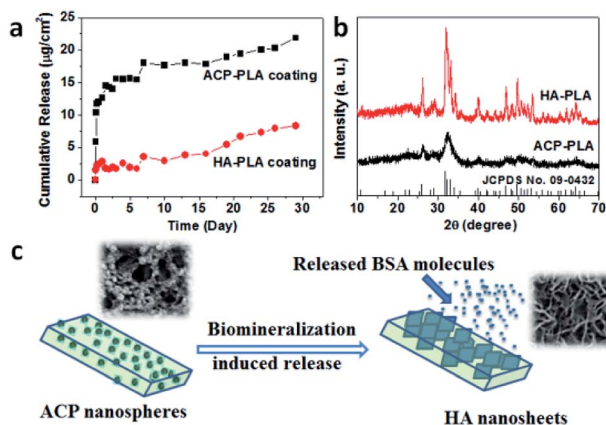 a
Cumulative Release (µg/cm²)
25
20
15
10
5
0
ACP-PLA coating
HA-PLA coating
0 5 10 15 20 25 30
Time (Day)
b
Intensity (a. u.)
HA-PLA
ACP-PLA
JCPDS No. 09-0432
10 20 30 40 50 60 70
2θ (degree)
c
Released BSA molecules
Biomineralization
induced release
ACP nanospheres
HA nanosheets